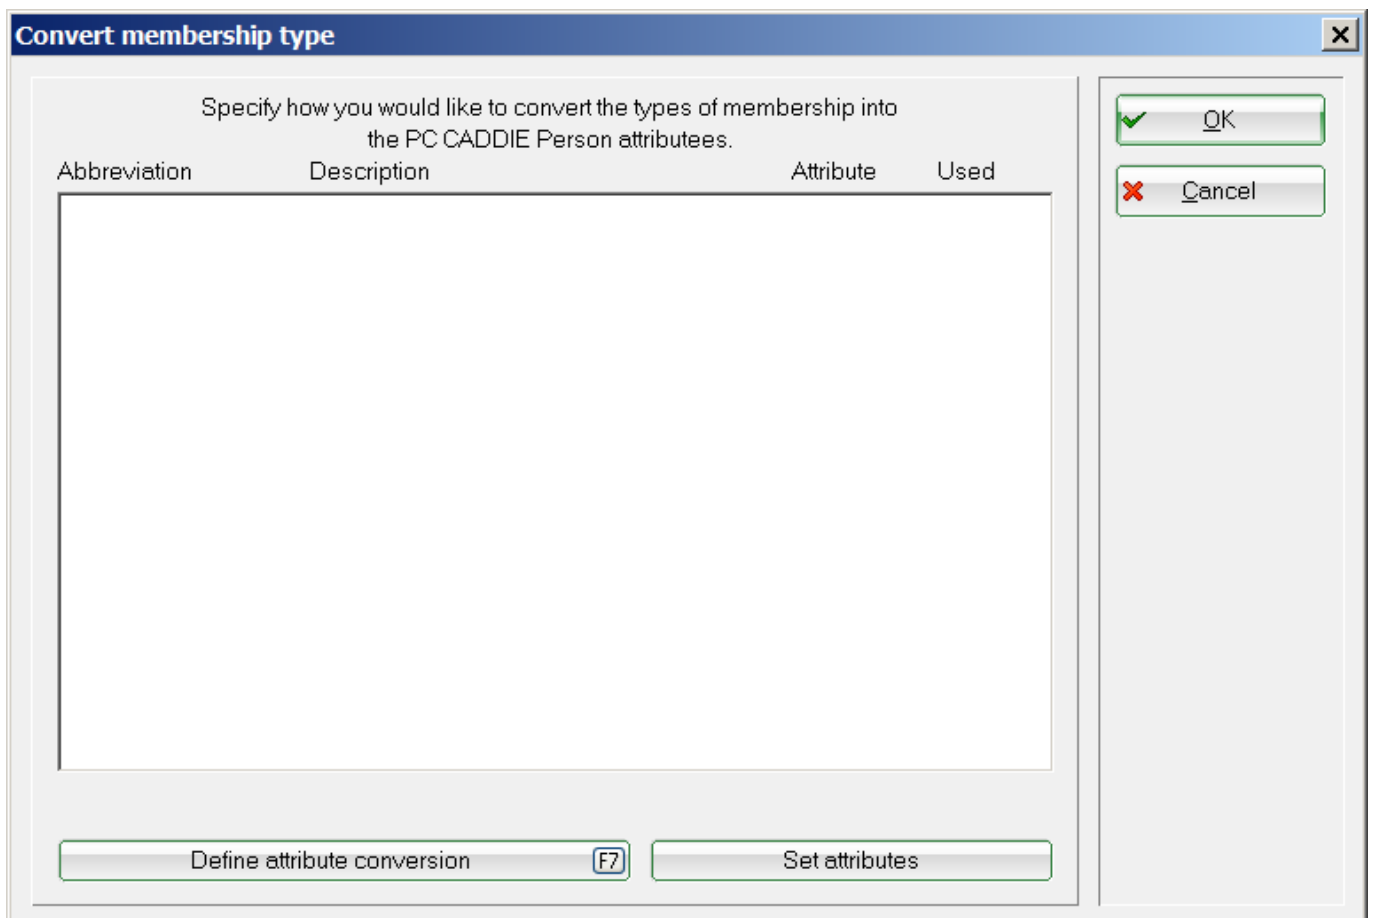 Convert membership type
Specify how you would like to convert the types of membership into
the PC CADDIE Person attributees.
Abbreviation Description Attribute Used
OK
Cancel
Define attribute conversion F7 Set attributes